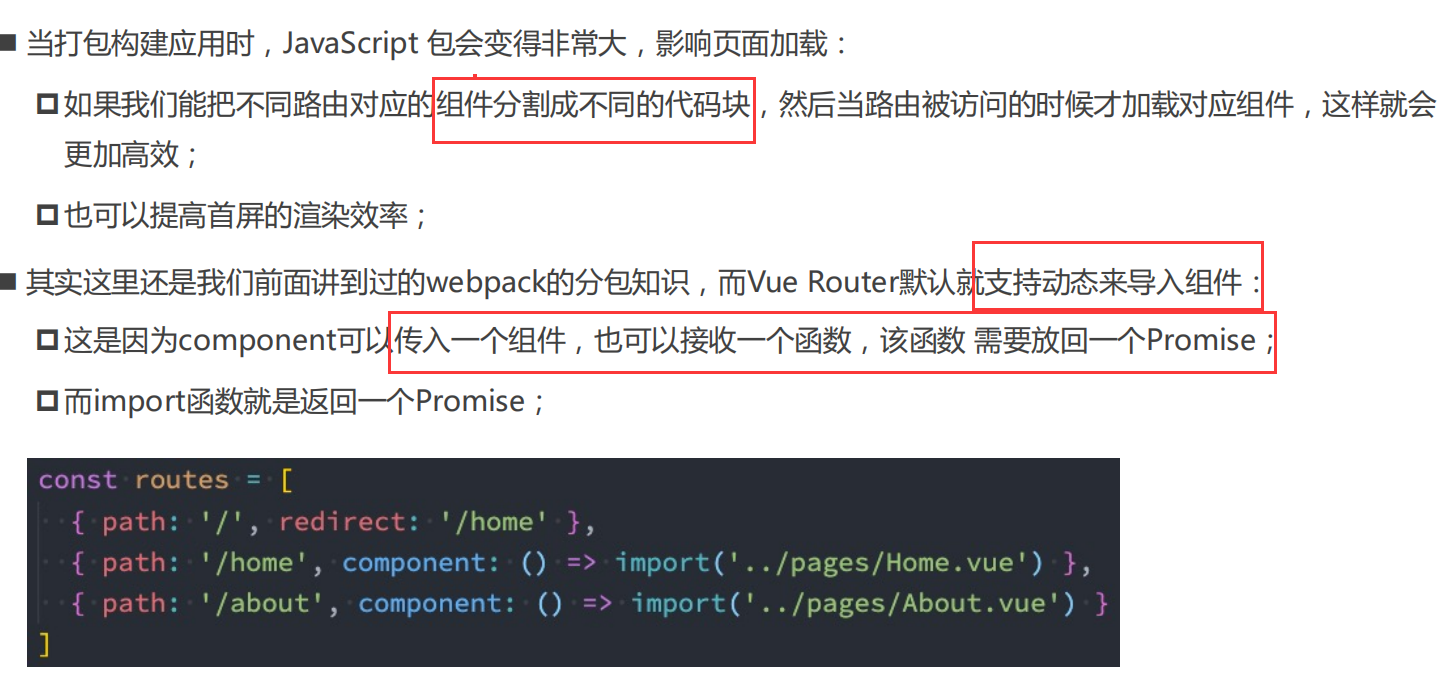 当打包构建应用时，JavaScript 包会变得非常大，影响页面加载：
如果我们能把不同路由对应的组件分割成不同的代码块，然后当路由被访问的时候才加载对应组件，这样就会
更加高效；
也可以提高首屏的渲染效率；
其实这里还是我们前面讲到过的webpack的分包知识，而Vue Router默认就支持动态来导入组件：
这是因为component可以传入一个组件，也可以接收一个函数，该函数 需要放回一个Promise；
而import函数就是返回一个Promise；
const routes = [
  { path: '/', redirect: '/home' },
  { path: '/home', component: () => import('../pages/Home.vue') },
  { path: '/about', component: () => import('../pages/About.vue') }
]